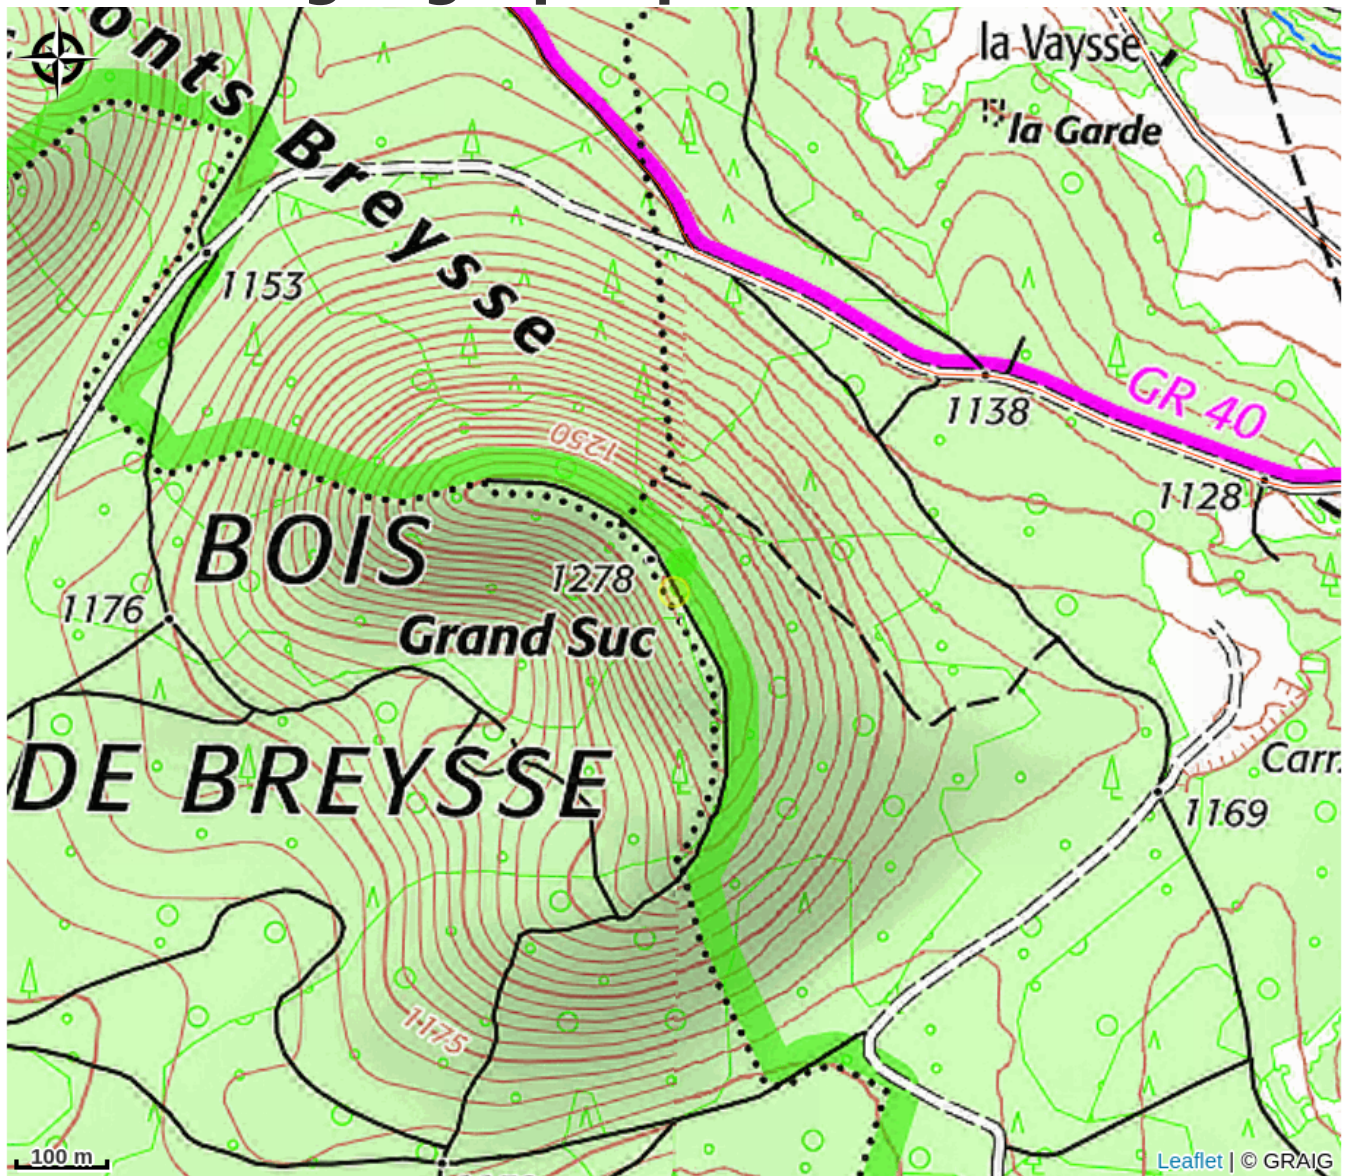 onts Breysse
la Vaysse
la Garde
1153
GR 40
1138
1250
1128
BOIS
1278
1176
Grand Suc
DE BREYSSE
Carr
1169
1175
100 m
Leaflet | © GRAIG